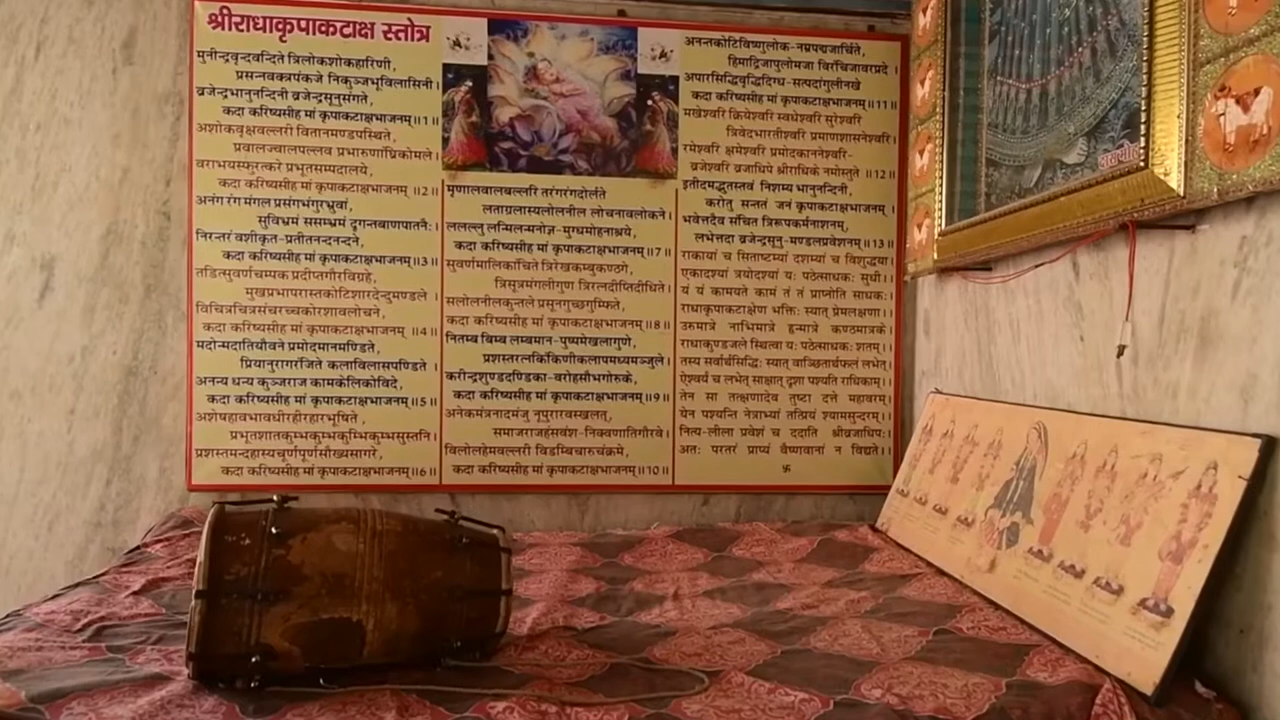 श्रीराधाकृपाकटाक्ष स्तोत्र
मुनीन्द्रवृन्दवन्दिते त्रिलोकशोकहारिणी,
प्रसन्नवक्त्रपंकजे निकुञ्जभूविलासिनी।
व्रजेन्द्रभानुनन्दिनी व्रजेन्द्रसूनुसंगते,
कदा करिष्यसीह मां कृपाकटाक्षभाजनम्॥1॥
अशोकवृक्षवल्लरी वितानमण्डपस्थिते,
प्रवालज्वालपल्लव प्रभारुणांघ्रिकोमले।
वराभयस्फुरत्करे प्रभूतसम्पदालये,
कदा करिष्यसीह मां कृपाकटाक्षभाजनम् ॥2॥
अनंग रंग मंगल प्रसंगभंगुरभ्रुवां,
सुविभ्रमं ससम्भ्रमं दृगन्तबाणपातनैः।
निरन्तरं वशीकृत-प्रतीतनन्दनन्दने,
कदा करिष्यसीह मां कृपाकटाक्षभाजनम्॥3॥
तडित्सुवर्णचम्पक प्रदीप्तगौरविग्रहे,
मुखप्रभापरास्तकोटिशारदेन्दुमण्डले।
विचित्रचित्रसंचरच्चकोरशावलोचने,
कदा करिष्यसीह मां कृपाकटाक्षभाजनम् ॥4॥
मदोन्मदातियौवने प्रमोदमानमण्डिते,
प्रियानुरागरंजिते कलाविलासपण्डिते ।
अनन्य धन्य कुञ्जराज कामकेलिकोविदे,
कदा करिष्यसीह मां कृपाकटाक्षभाजनम्॥5॥
अशेषहावभावधीरहीरहारभूषिते,
प्रभूतशातकुम्भकुम्भकुम्भिकुम्भसुस्तनि।
प्रशस्तमन्दहास्यचूर्णपूर्णसौख्यसागरे,
कदा करिष्यसीह मां कृपाकटाक्षभाजनम्॥6॥
मृणालवालबल्लरि तरंगरंगदोर्लते
लताग्रलास्यलोलनील लोचनावलोकने।
ललल्लु लन्मिलन्मनोज्ञ-मुग्धमोहनाश्रये,
कदा करिष्यसीह मां कृपाकटाक्षभाजनम्॥7॥
सुवर्णमालिकांचिते त्रिरेखकम्बुकण्ठगे,
त्रिसूत्रमंगलीगुण त्रिरत्नदीप्तिदीधिते।
सलोलनीलकुन्तले प्रसूनगुच्छगुम्फिते,
कदा करिष्यसीह मां कृपाकटाक्षभाजनम्॥8॥
नितम्ब बिम्ब लम्बमान-पुष्पमेखलागुणे,
प्रशस्तरत्नकिंकिणीकलापमध्यमञ्जुले।
करीन्द्रशुण्डदण्डिका-वरोहसौभगोरुके,
कदा करिष्यसीह मां कृपाकटाक्षभाजनम्॥9॥
अनेकमंत्रनादमंजु नूपुरारवस्खलत्,
समाजराजहंसवंश-निक्वणातिगौरवे।
विलोलहेमवल्लरी विडम्बिचारुचंक्रमे,
कदा करिष्यसीह मां कृपाकटाक्षभाजनम्॥10॥
अनन्तकोटिविष्णुलोक-नम्रपद्मजार्चिते,
हिमाद्रिजापुलोमजा विरंचिजावरप्रदे ।
अपारसिद्धिवृद्धिदिग्ध-सत्पदांगुलीनखे
कदा करिष्यसीह मां कृपाकटाक्षभाजनम्॥11॥
मखेश्वरि क्रियेश्वरि स्वधेश्वरि सुरेश्वरि
त्रिवेदभारतीश्वरि प्रमाणशासनेश्वरि।
रमेश्वरि क्षमेश्वरि प्रमोदकाननेश्वरि-
व्रजेश्वरि व्रजाधिपे श्रीराधिके नमोस्तुते ॥12॥
इतीदमद्भुतस्तवं निशम्य भानुनन्दिनी,
करोतु सन्ततं जनं कृपाकटाक्षभाजनम् ।
भवेत्तदैव संचित त्रिरूपकर्मनाशनम्,
लभेत्तदा व्रजेन्द्रसूनु-मण्डलप्रवेशनम्॥13॥
राकायां च सिताष्टम्यां दशम्यां च विशुद्धया।
एकादश्यां त्रयोदश्यां यः पठेत्साधकः सुधी।।
यं यं कामयते कामं तं तं प्राप्नोति साधकः।
राधाकृपाकटाक्षेण भक्तिः स्यात् प्रेमलक्षणा।।
उरुमात्रे नाभिमात्रे हृन्मात्रे कण्ठमात्रके।
राधाकुण्डजले स्थित्वा यः पठेत्साधकः शतम्।।
तस्य सर्वार्थसिद्धिः स्यात् वाञ्छितार्थफलं लभेत्।
ऐश्वर्यं च लभेत् साक्षात् दृशा पश्यति राधिकाम्।।
तेन सा तत्क्षणादेव तुष्टा दत्ते महावरम्।
येन पश्यन्ति नेत्राभ्यां तत्प्रियं श्यामसुन्दरम्।।
नित्य-लीला प्रवेशं च ददाति श्रीव्रजाधिपः।
अतः परतरं प्राप्यं वैष्णवानां न विद्यते।।